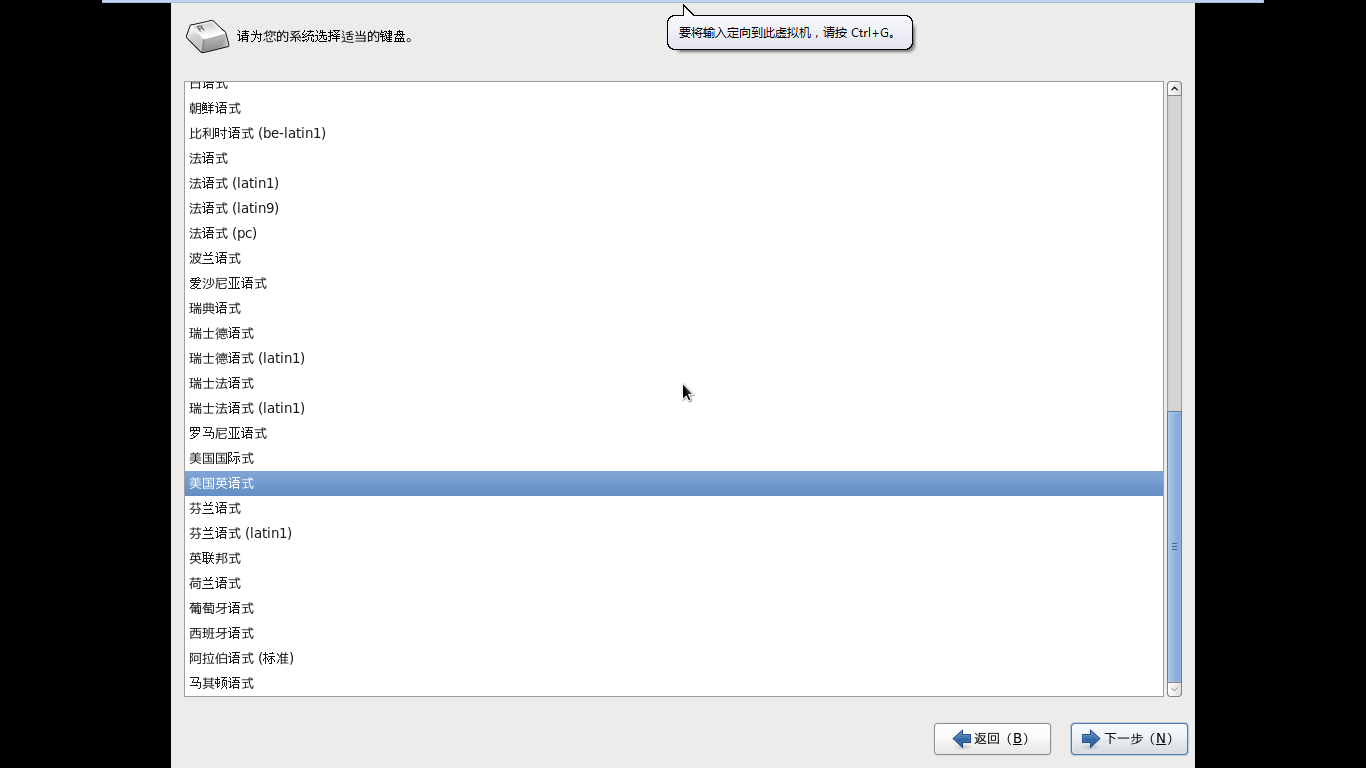 请为您的系统选择适当的键盘。
要将输入定向到此虚拟机，请按 Ctrl+G。
日语式
朝鲜语式
比利时语式 (be-latin1)
法语式
法语式 (latin1)
法语式 (latin9)
法语式 (pc)
波兰语式
爱沙尼亚语式
瑞典语式
瑞士德语式
瑞士德语式 (latin1)
瑞士法语式
瑞士法语式 (latin1)
罗马尼亚语式
美国国际式
美国英语式
芬兰语式
芬兰语式 (latin1)
英联邦式
荷兰语式
葡萄牙语式
西班牙语式
阿拉伯语式 (标准)
马其顿语式
返回（B）
下一步（N）